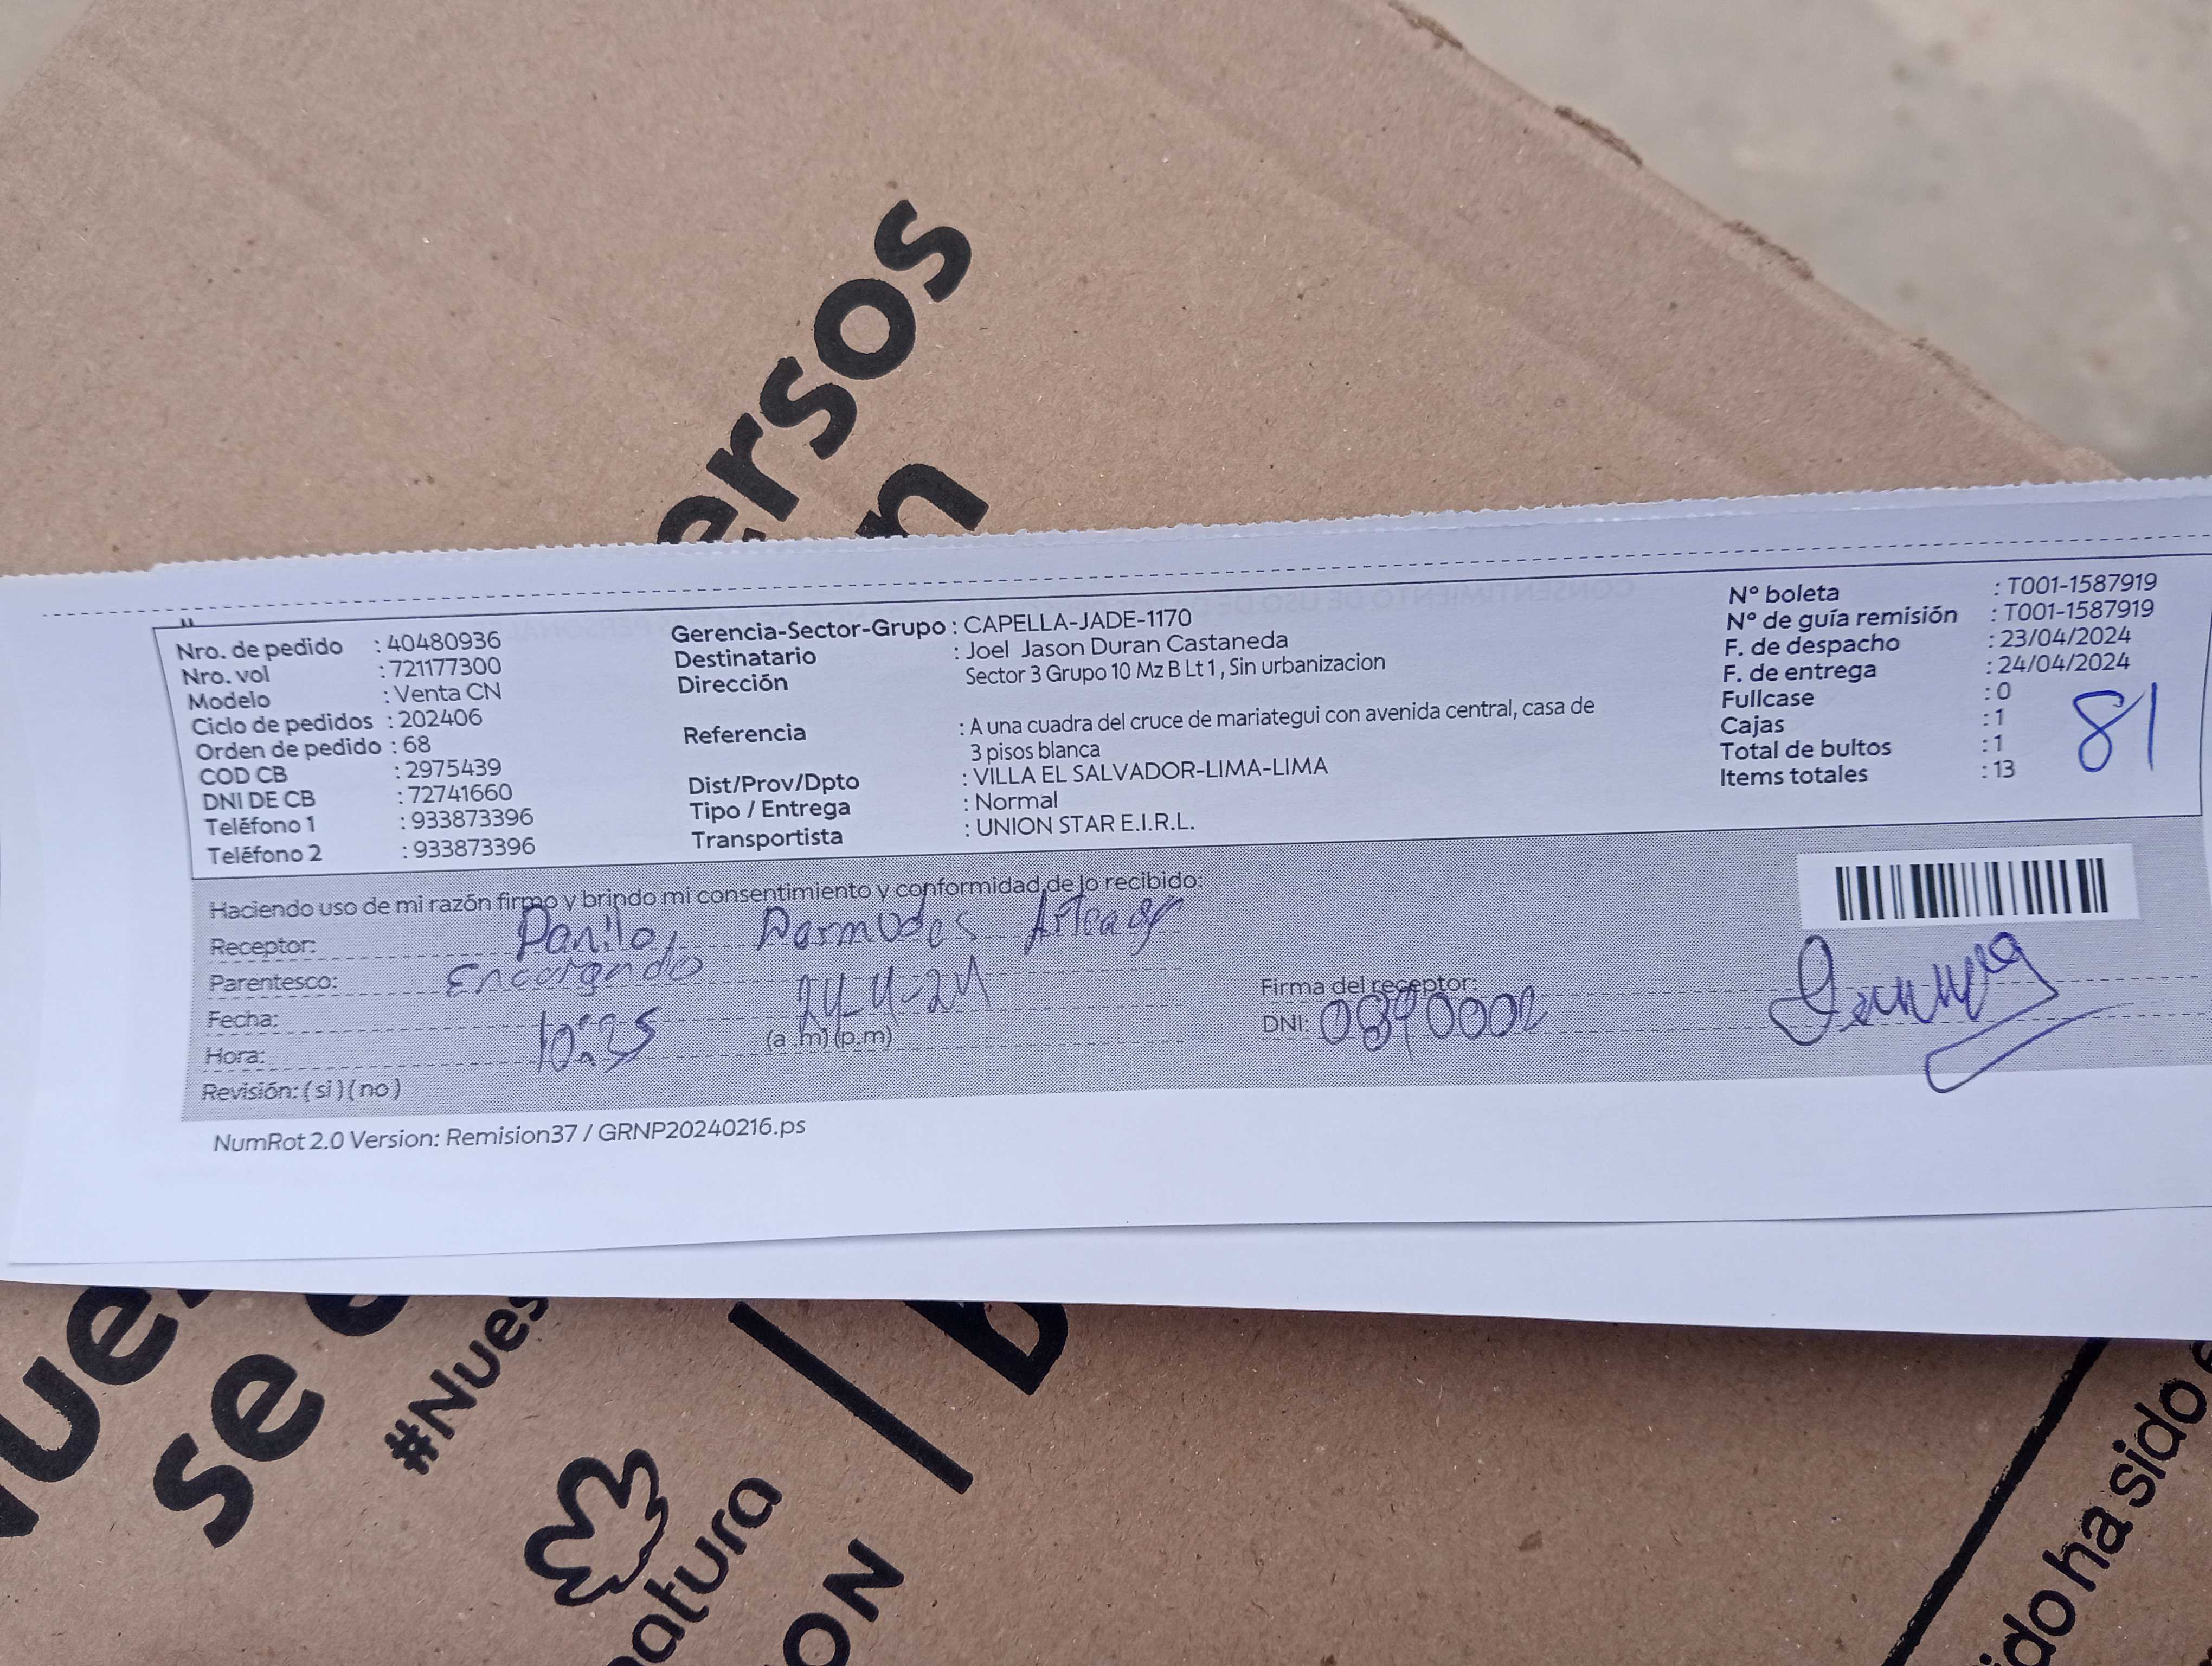 ersos
n
Nro. de pedido : 40480936
Nro. vol : 721177300
Modelo : Venta CN
Ciclo de pedidos : 202406
Orden de pedido : 68
COD CB : 2975439
DNI DE CB : 72741660
Teléfono 1 : 933873396
Teléfono 2 : 933873396
Gerencia-Sector-Grupo : CAPELLA-JADE-1170
Destinatario : Joel Jason Duran Castaneda
Dirección Sector 3 Grupo 10 Mz B Lt 1 , Sin urbanizacion
Referencia : A una cuadra del cruce de mariategui con avenida central, casa de
3 pisos blanca
Dist/Prov/Dpto : VILLA EL SALVADOR-LIMA-LIMA
Tipo / Entrega : Normal
Transportista : UNION STAR E.I.R.L.
N° boleta : T001-1587919
N° de guía remisión : T001-1587919
F. de despacho : 23/04/2024
F. de entrega : 24/04/2024
Fullcase : 0
Cajas : 1
Total de bultos : 1
Items totales : 13
81
Haciendo uso de mi razón firmo y brindo mi consentimiento y conformidad de lo recibido:
Receptor: Danilo
Parentesco: Encargado
Fecha: 24-4-24
Hora: 10:35 (a .m) (p.m)
Revisión: ( si ) ( no )
Firma del receptor:
DNI:
NumRot 2.0 Version: Remision37 / GRNP20240216.ps
se
#Nues
natura
ON
ido ha sido